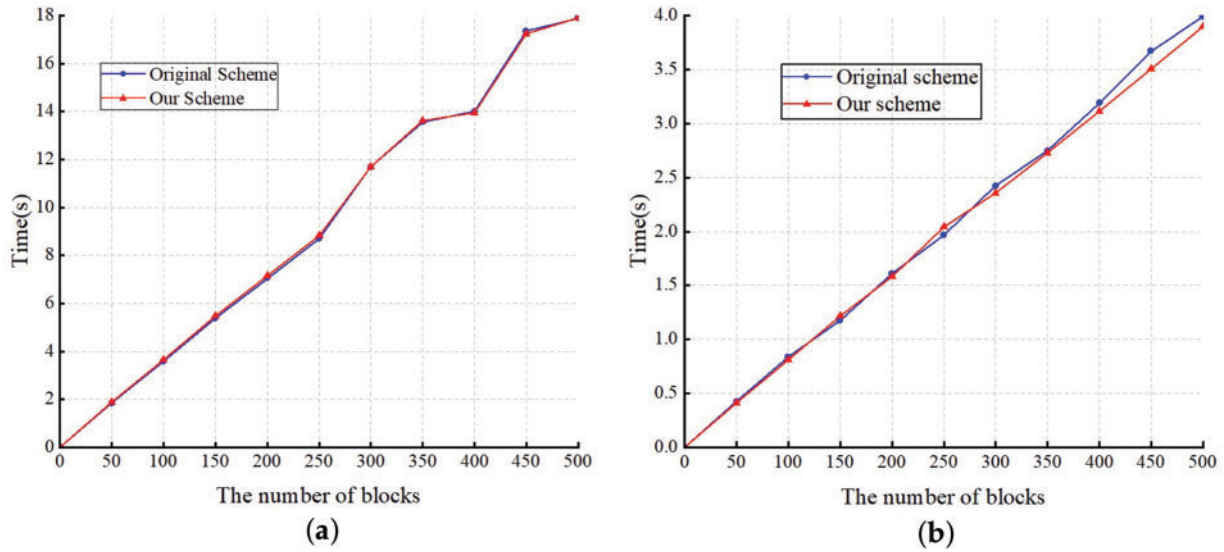 18
16
14
12
10
8
6
4
2
0
Time(s)
Original Scheme
Our Scheme
0 50 100 150 200 250 300 350 400 450 500
The number of blocks
(a)
4.0
3.5
3.0
2.5
2.0
1.5
1.0
0.5
0.0
Time(s)
Original scheme
Our scheme
0 50 100 150 200 250 300 350 400 450 500
The number of blocks
(b)